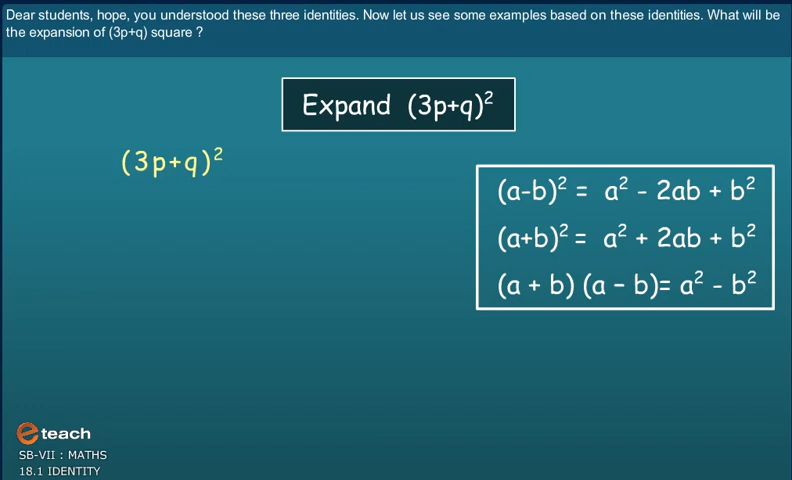 Dear students, hope, you understood these three identities. Now let us see some examples based on these identities. What will be
the expansion of (3p+q) square ?
Expand (3p+q)²
(3p+q)²
(a-b)² = a² - 2ab + b²
(a+b)² = a² + 2ab + b²
(a + b) (a - b)= a² - b²
e teach
SB-VII : MATHS
18.1 IDENTITY